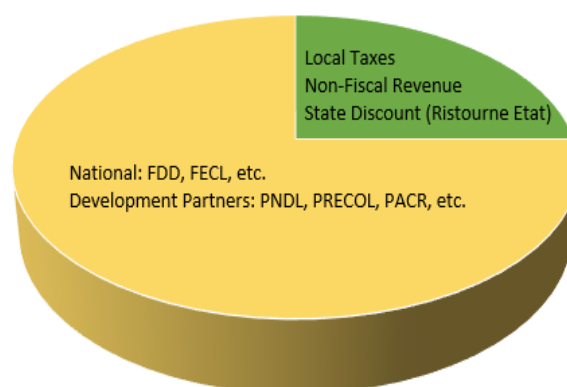 Local Taxes
Non-Fiscal Revenue
State Discount (Ristourne Etat)
National: FDD, FECL, etc.
Development Partners: PNDL, PRECOL, PACR, etc.